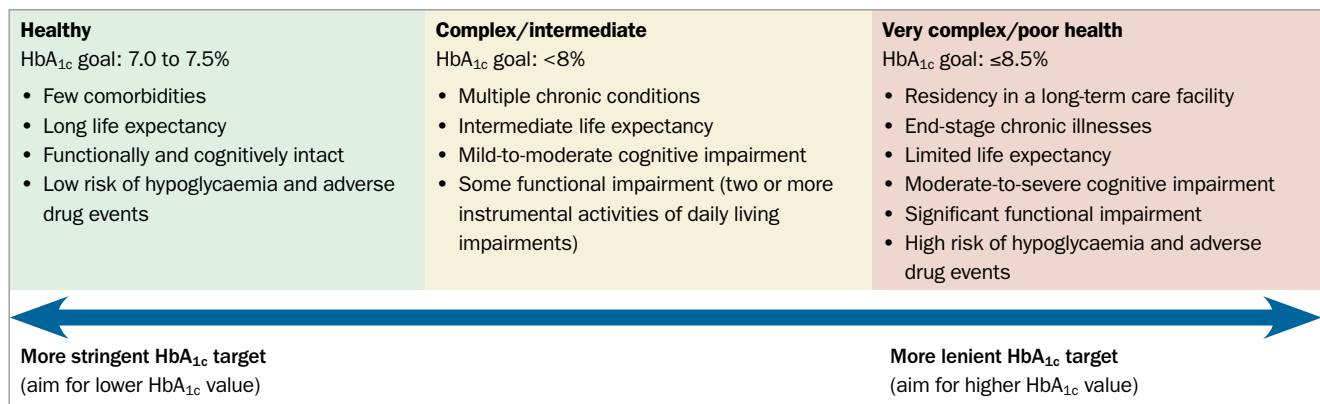 Healthy
HbA1c goal: 7.0 to 7.5%
• Few comorbidities
• Long life expectancy
• Functionally and cognitively intact
• Low risk of hypoglycaemia and adverse
drug events
Complex/intermediate
HbA1c goal: <8%
• Multiple chronic conditions
• Intermediate life expectancy
• Mild-to-moderate cognitive impairment
• Some functional impairment (two or more
instrumental activities of daily living
impairments)
Very complex/poor health
HbA1c goal: ≤8.5%
• Residency in a long-term care facility
• End-stage chronic illnesses
• Limited life expectancy
• Moderate-to-severe cognitive impairment
• Significant functional impairment
• High risk of hypoglycaemia and adverse
drug events
More stringent HbA1c target
(aim for lower HbA1c value)
More lenient HbA1c target
(aim for higher HbA1c value)